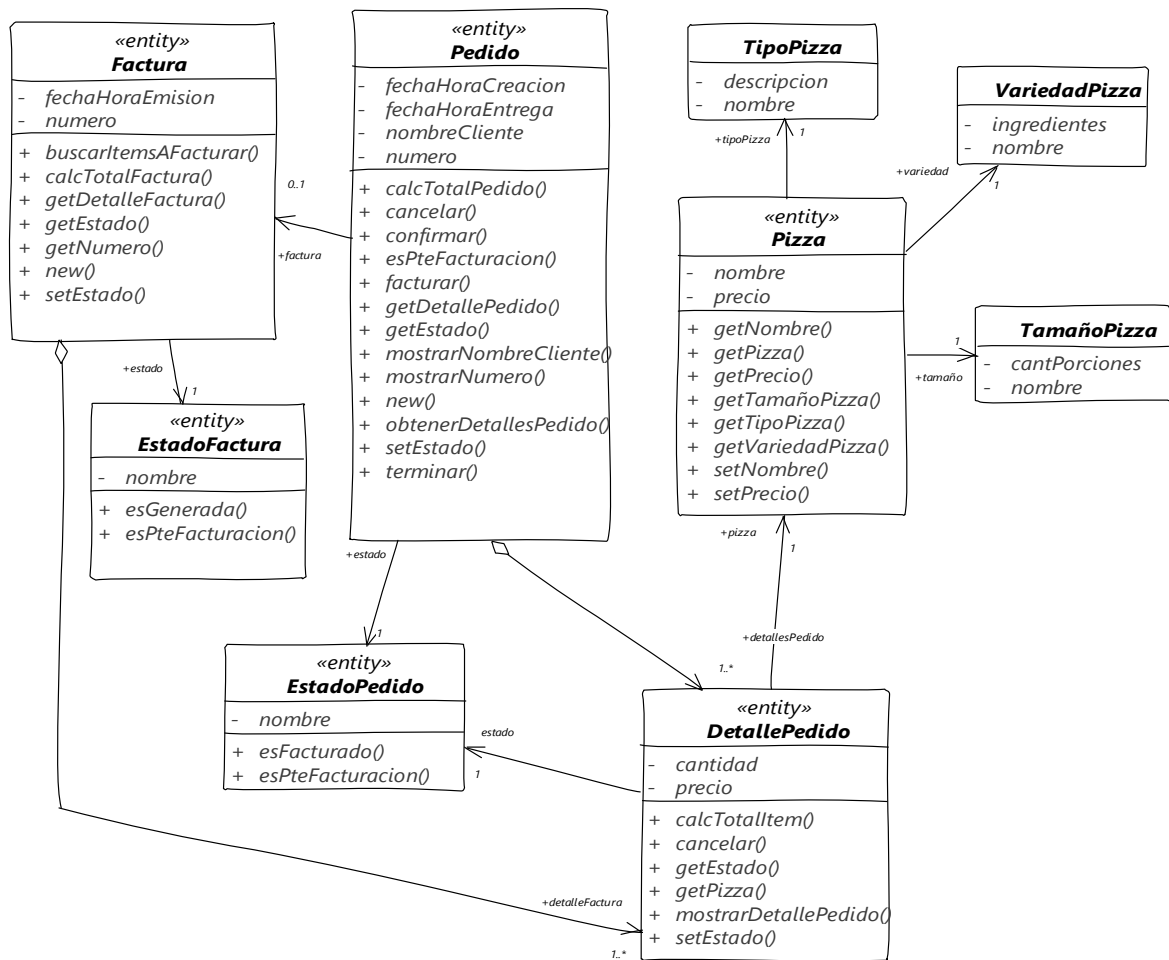 «entity»
Factura
- fechaHoraEmision
- numero
+ buscarItemsAFacturar()
+ calcTotalFactura()
+ getDetalleFactura()
+ getEstado()
+ getNumero()
+ new()
+ setEstado()
«entity»
Pedido
- fechaHoraCreacion
- fechaHoraEntrega
- nombreCliente
- numero
+ calcTotalPedido()
+ cancelar()
+ confirmar()
+ esPteFacturacion()
+ facturar()
+ getDetallePedido()
+ getEstado()
+ mostrarNombreCliente()
+ mostrarNumero()
+ new()
+ obtenerDetallesPedido()
+ setEstado()
+ terminar()
TipoPizza
- descripcion
- nombre
VariedadPizza
- ingredientes
- nombre
+tipoPizza
1
+variedad
1
0..1
+factura
«entity»
Pizza
- nombre
- precio
+ getNombre()
+ getPizza()
+ getPrecio()
+ getTamañoPizza()
+ getTipoPizza()
+ getVariedadPizza()
+ setNombre()
+ setPrecio()
1
+tamaño
TamañoPizza
- cantPorciones
- nombre
+estado
1
«entity»
EstadoFactura
- nombre
+ esGenerada()
+ esPteFacturacion()
+estado
1
+pizza
1
+detallesPedido
1..*
«entity»
EstadoPedido
- nombre
+ esFacturado()
+ esPteFacturacion()
estado
1
«entity»
DetallePedido
- cantidad
- precio
+ calcTotalItem()
+ cancelar()
+ getEstado()
+ getPizza()
+ mostrarDetallePedido()
+ setEstado()
+detalleFactura
1..*